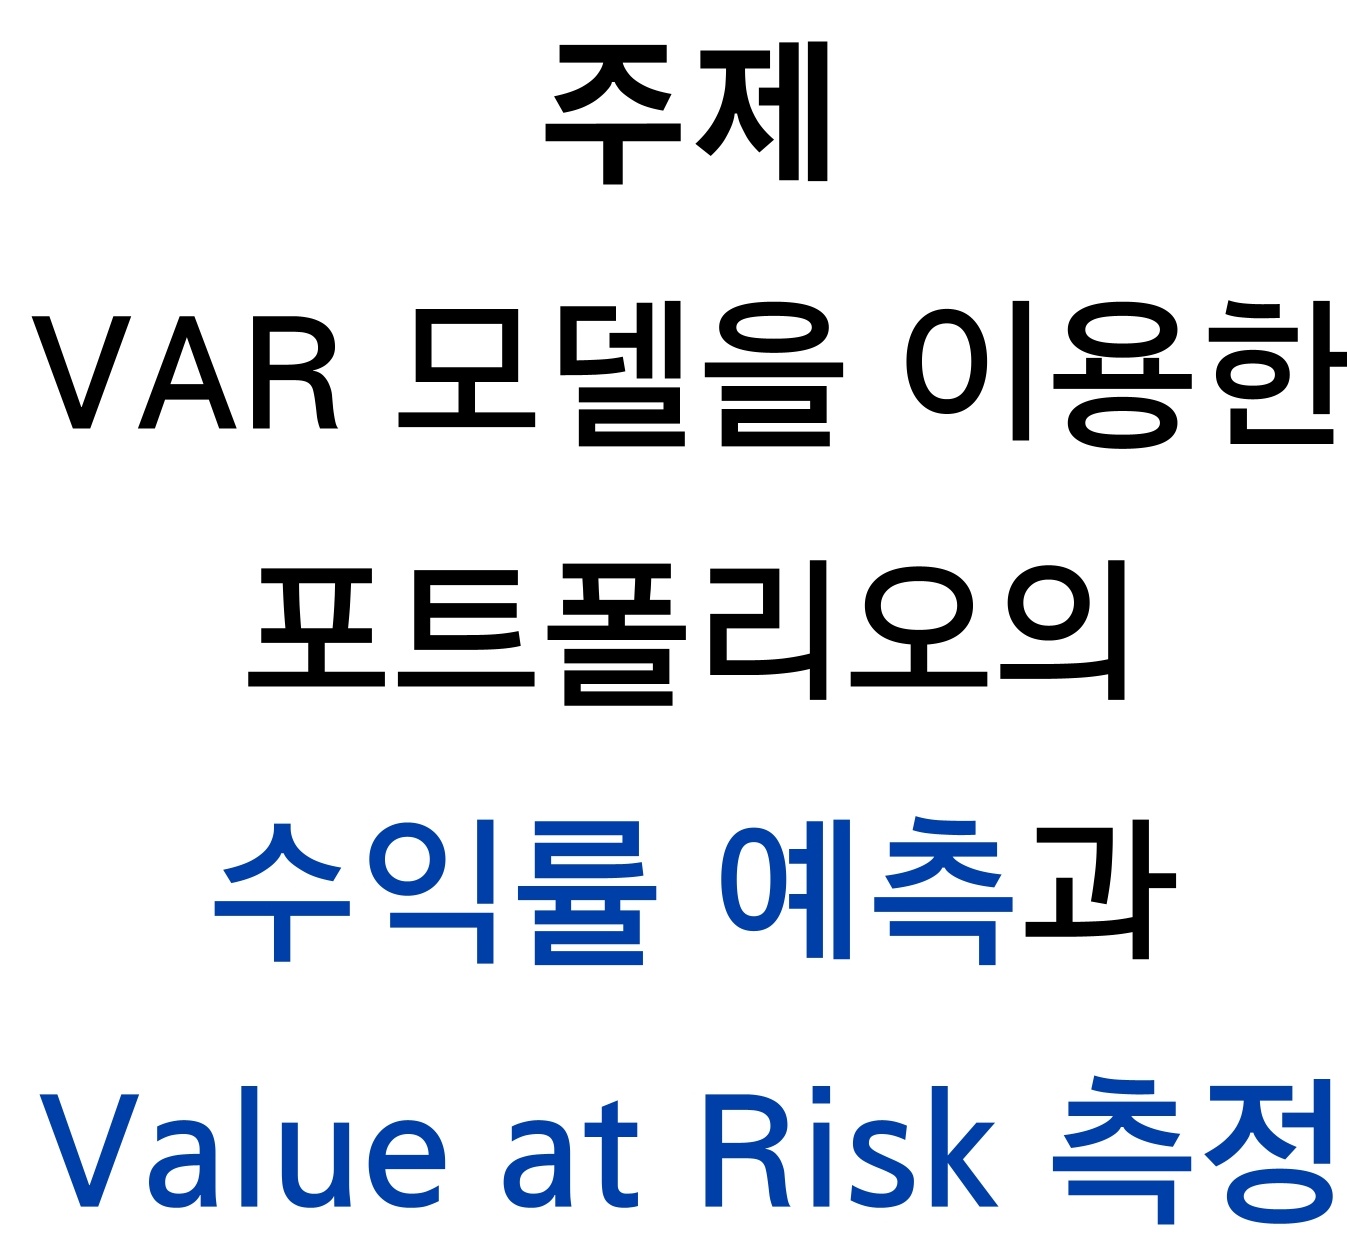 주제
VAR 모델을 이용한
포트폴리오의
수익률 예측과
Value at Risk 측정